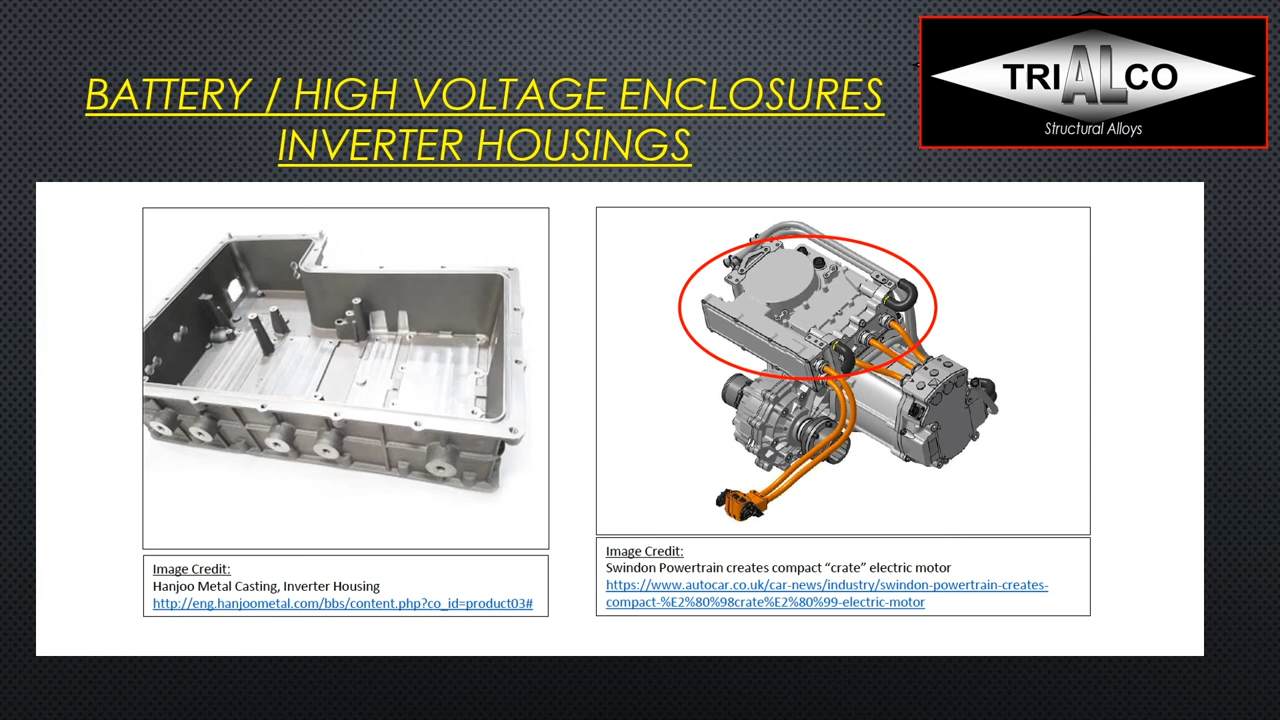 BATTERY / HIGH VOLTAGE ENCLOSURES
INVERTER HOUSINGS
TRIALCO
Structural Alloys
Image Credit:
Hanjoo Metal Casting, Inverter Housing
http://eng.hanjoometal.com/bbs/content.php?co_id=product03#
Image Credit:
Swindon Powertrain creates compact “crate” electric motor
https://www.autocar.co.uk/car-news/industry/swindon-powertrain-creates-
compact-%E2%80%98crate%E2%80%99-electric-motor